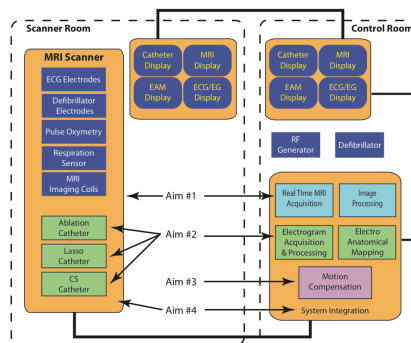 Scanner Room
Control Room
MRI Scanner
ECG Electrodes
Defibrillator
Electrodes
Pulse Oxymetry
Respiration
Sensor
MRI
Imaging Coils
Ablation
Catheter
Lasso
Catheter
CS
Catheter
Catheter
Display
MRI
Display
EAM
Display
ECG/EG
Display
Catheter
Display
MRI
Display
EAM
Display
ECG/EG
Display
RF
Generator
Defibrillator
Aim #1
Aim #2
Aim #3
Aim #4
Real TIme MRI
Acquisition
Image
Processing
Electrogram
Acquisition
& Processing
Electro
Anatomical
Mapping
Motion
Compensation
System Integration